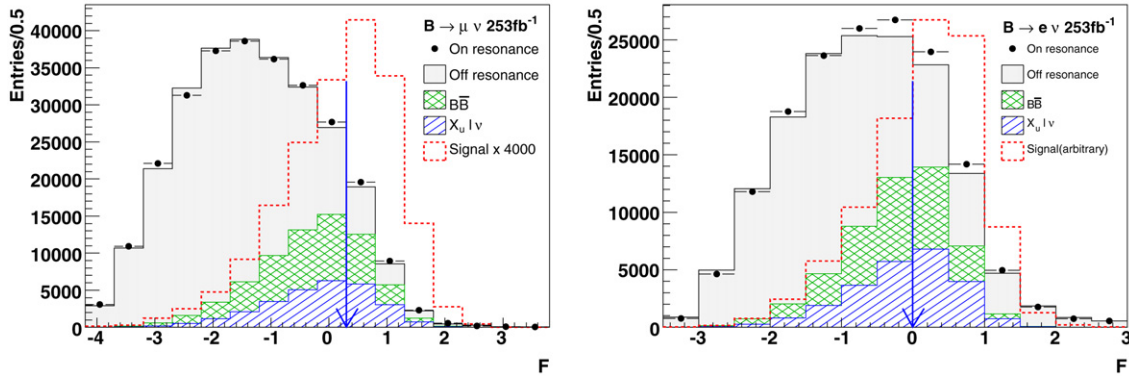 Entries/0.5
40000
35000
30000
25000
20000
15000
10000
5000
0
-4 -3 -2 -1 0 1 2 3
F
B → μ ν 253fb⁻¹
On resonance
Off resonance
BB̅
Xᵤ l ν
Signal x 4000
Entries/0.5
25000
20000
15000
10000
5000
0
-3 -2 -1 0 1 2 3
F
B → e ν 253fb⁻¹
On resonance
Off resonance
BB̅
Xᵤ l ν
Signal(arbitrary)